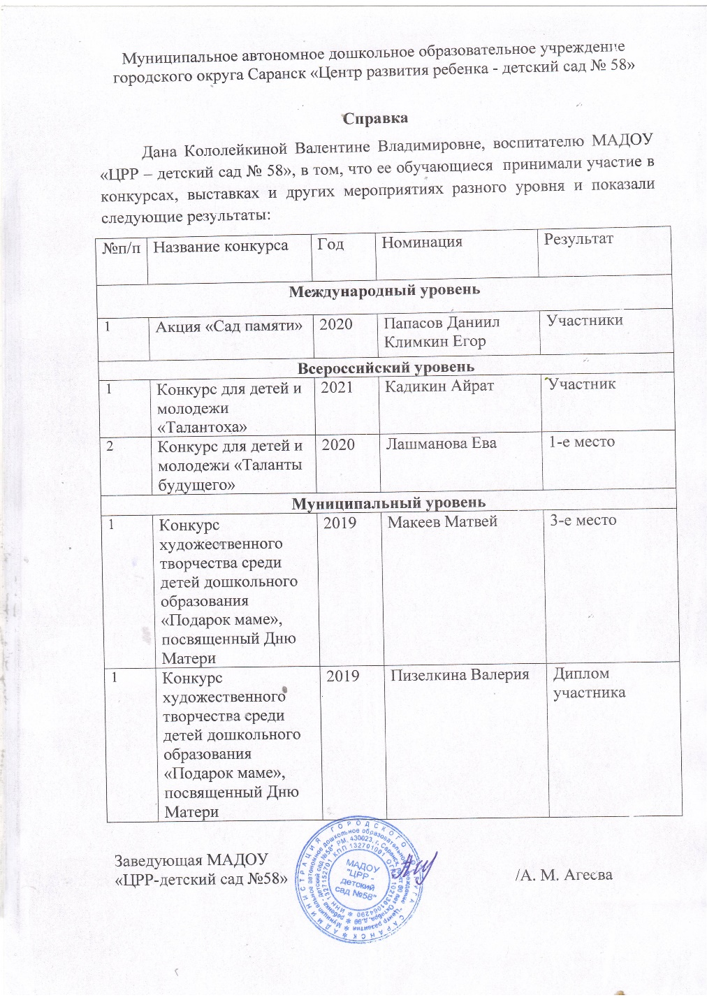 Муниципальное автономное дошкольное образовательное учреждение
городского округа Саранск «Центр развития ребенка - детский сад № 58»
Справка
Дана Кололейкиной Валентине Владимировне, воспитателю МАДОУ
«ЦРР – детский сад № 58», в том, что ее обучающиеся принимали участие в
конкурсах, выставках и других мероприятиях разного уровня и показали
следующие результаты:
№п/п Название конкурса Год Номинация Результат
Международный уровень
1 Акция «Сад памяти» 2020 Папасов Даниил Участники
Климкин Егор
Всероссийский уровень
1 Конкурс для детей и 2021 Кадикин Айрат Участник
молодежи
«Талантоха»
2 Конкурс для детей и 2020 Лашманова Ева 1-е место
молодежи «Таланты
будущего»
Муниципальный уровень
1 Конкурс 2019 Макеев Матвей 3-е место
художественного
творчества среди
детей дошкольного
образования
«Подарок маме»,
посвященный Дню
Матери
1 Конкурс 2019 Пизелкина Валерия Диплом
художественного участника
творчества среди
детей дошкольного
образования
«Подарок маме»,
посвященный Дню
Матери
Заведующая МАДОУ
«ЦРР-детский сад №58» /А. М. Агеева
МАДОУ
"ЦРР -
детский
сад №58"